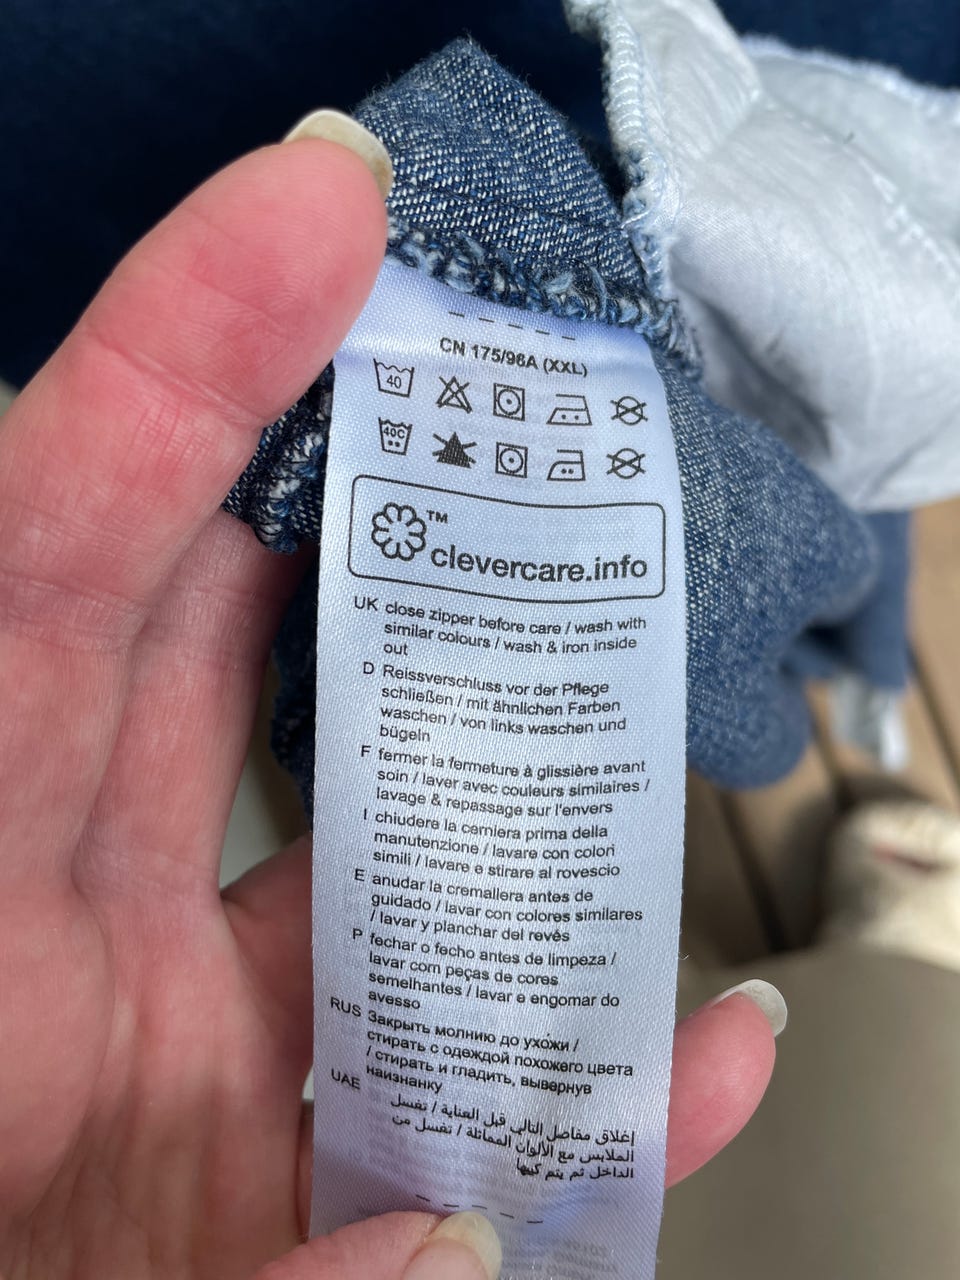 CN 175/96A (XXL)
40
40C
TM
clevercare.info
UK close zipper before care / wash with
similar colours / wash & iron inside
out
D Reissverschluss vor der Pflege
schließen / mit ähnlichen Farben
waschen / von links waschen und
bügeln
F fermer la fermeture à glissière avant
soin / laver avec couleurs similaires /
lavage & repassage sur l'envers
I chiudere la cerniera prima della
manutenzione / lavare con colori
simili / lavare e stirare al rovescio
E anudar la cremallera antes de
guidado / lavar con colores similares
/ lavar y planchar del revés
P fechar o fecho antes de limpeza /
lavar com peças de cores
semelhantes / lavar e engomar do
avesso
RUS Закрыть молнию до ухожи /
стирать с одеждой похожего цвета
/ стирать и гладить, вывернув
наизнанку
UAE
إغلاق مفاصل التالي قبل العناية / تغسل
الملابس مع الألوان المماثلة / تغسل من
الداخل ثم يتم كيها